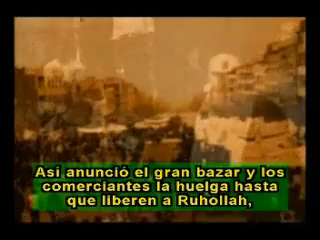 Así anunció el gran bazar y los
comerciantes la huelga hasta
que liberen a Ruhollah,